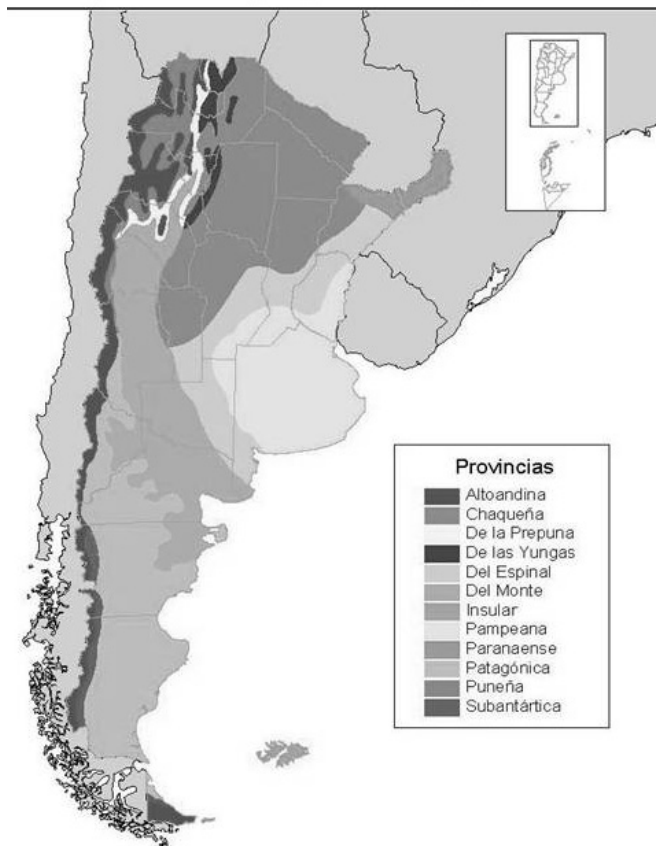 Provincias
Altoandina
Chaqueña
De la Prepuna
De las Yungas
Del Espinal
Del Monte
Insular
Pampeana
Paranaense
Patagónica
Puneña
Subantártica